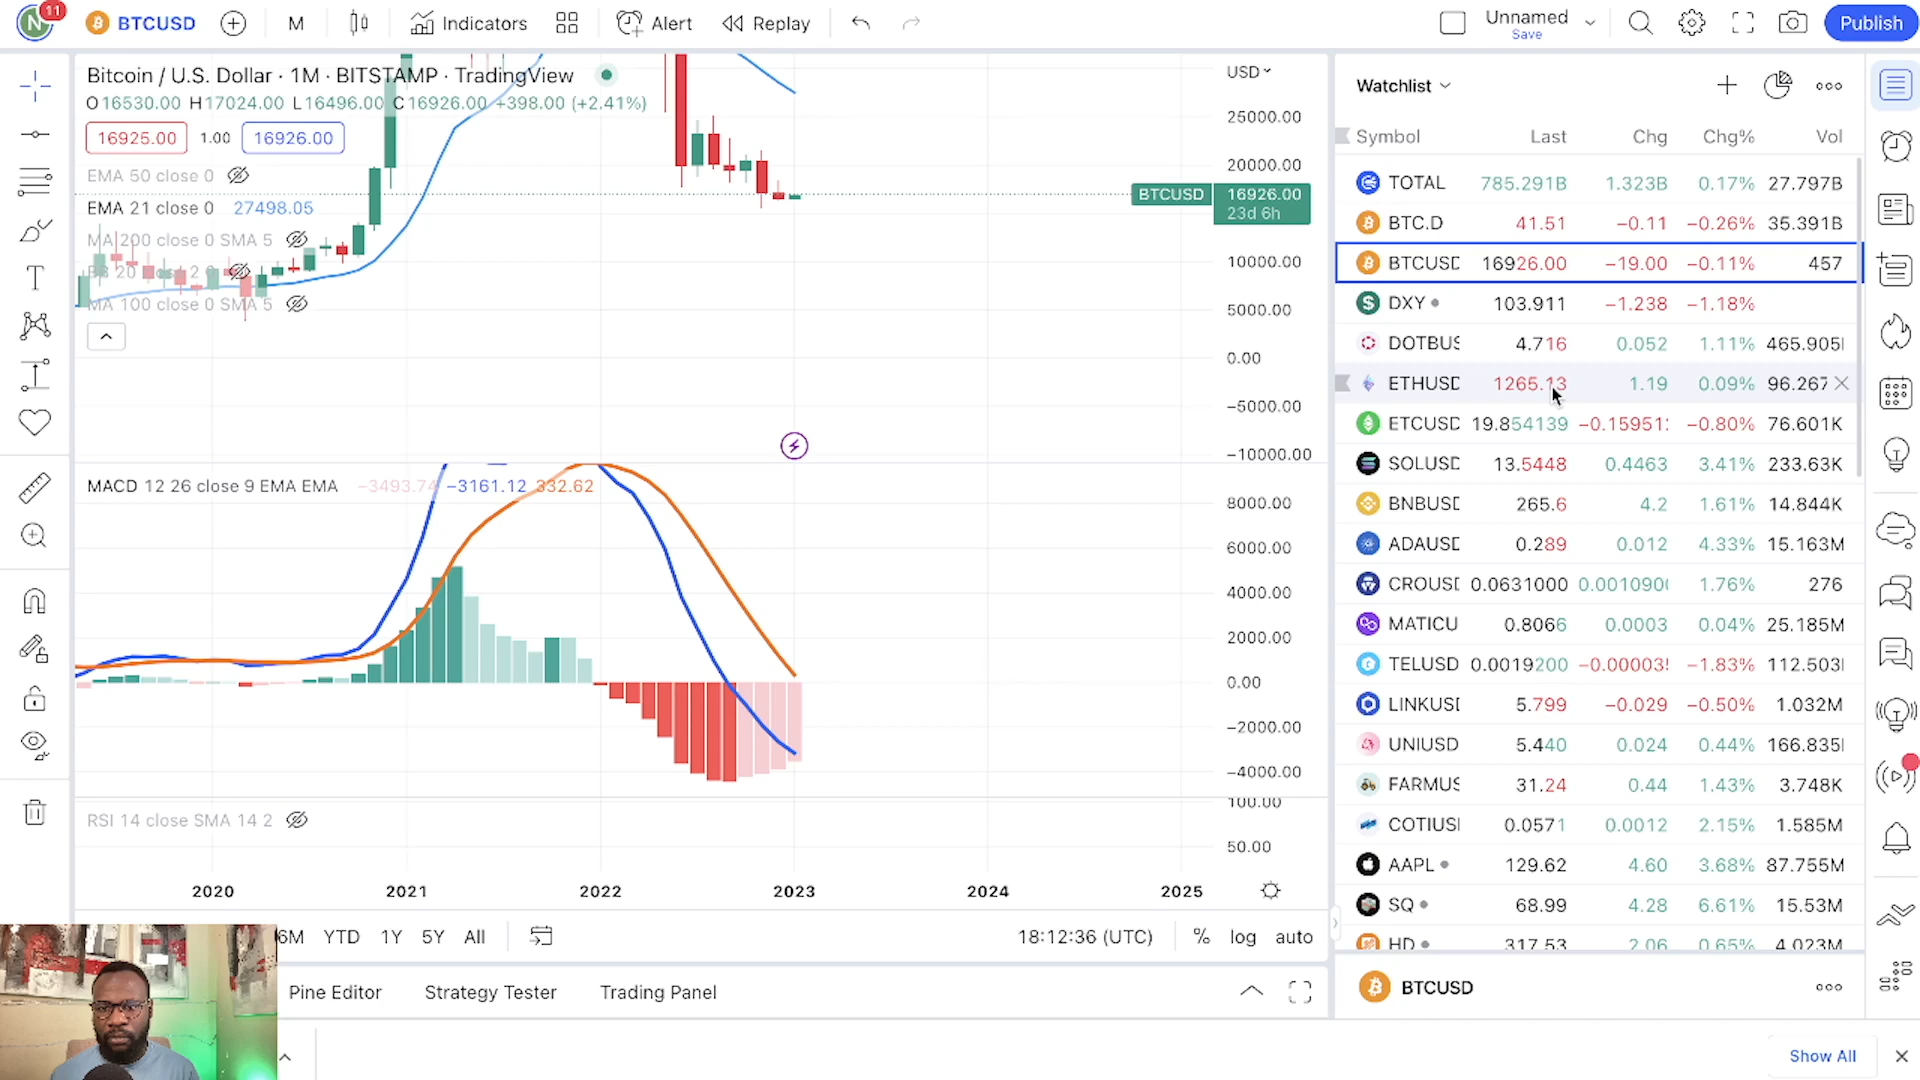 N 11 BTCUSD M Indicators Alert Replay Unnamed Save Publish
Bitcoin / U.S. Dollar · 1M · BITSTAMP · TradingView
O16530.00 H17024.00 L16496.00 C16926.00 +398.00 (+2.41%)
16925.00 1.00 16926.00
EMA 50 close 0
EMA 21 close 0 27498.05
MA 200 close 0 SMA 5
MA 100 close 0 SMA 5
USD
25000.00
20000.00
BTCUSD 16926.00
23d 6h
10000.00
5000.00
0.00
−5000.00
−10000.00
MACD 12 26 close 9 EMA EMA −3493.74 −3161.12 332.62
8000.00
6000.00
4000.00
2000.00
0.00
−2000.00
−4000.00
RSI 14 close SMA 14 2
100.00
50.00
2020 2021 2022 2023 2024 2025
6M YTD 1Y 5Y All 18:12:36 (UTC) % log auto
Pine Editor Strategy Tester Trading Panel
Watchlist
Symbol Last Chg Chg% Vol
TOTAL 785.291B 1.323B 0.17% 27.797B
BTC.D 41.51 −0.11 −0.26% 35.391B
BTCUSD 16926.00 −19.00 −0.11% 457
DXY 103.911 −1.238 −1.18%
DOTBUS 4.716 0.052 1.11% 465.905
ETHUSD 1265.13 1.19 0.09% 96.267
ETCUSD 19.854139 −0.15951 −0.80% 76.601K
SOLUSD 13.5448 0.4463 3.41% 233.63K
BNBUSD 265.6 4.2 1.61% 14.844K
ADAUSD 0.289 0.012 4.33% 15.163M
CROUSD 0.0631000 0.0010900 1.76% 276
MATICU 0.8066 0.0003 0.04% 25.185M
TELUSD 0.0019200 −0.000035 −1.83% 112.503
LINKUSD 5.799 −0.029 −0.50% 1.032M
UNIUSD 5.440 0.024 0.44% 166.835
FARMUS 31.24 0.44 1.43% 3.748K
COTIUSD 0.0571 0.0012 2.15% 1.585M
AAPL 129.62 4.60 3.68% 87.755M
SQ 68.99 4.28 6.61% 15.53M
HD 317.53 2.06 0.65% 4.023M
BTCUSD
Show All